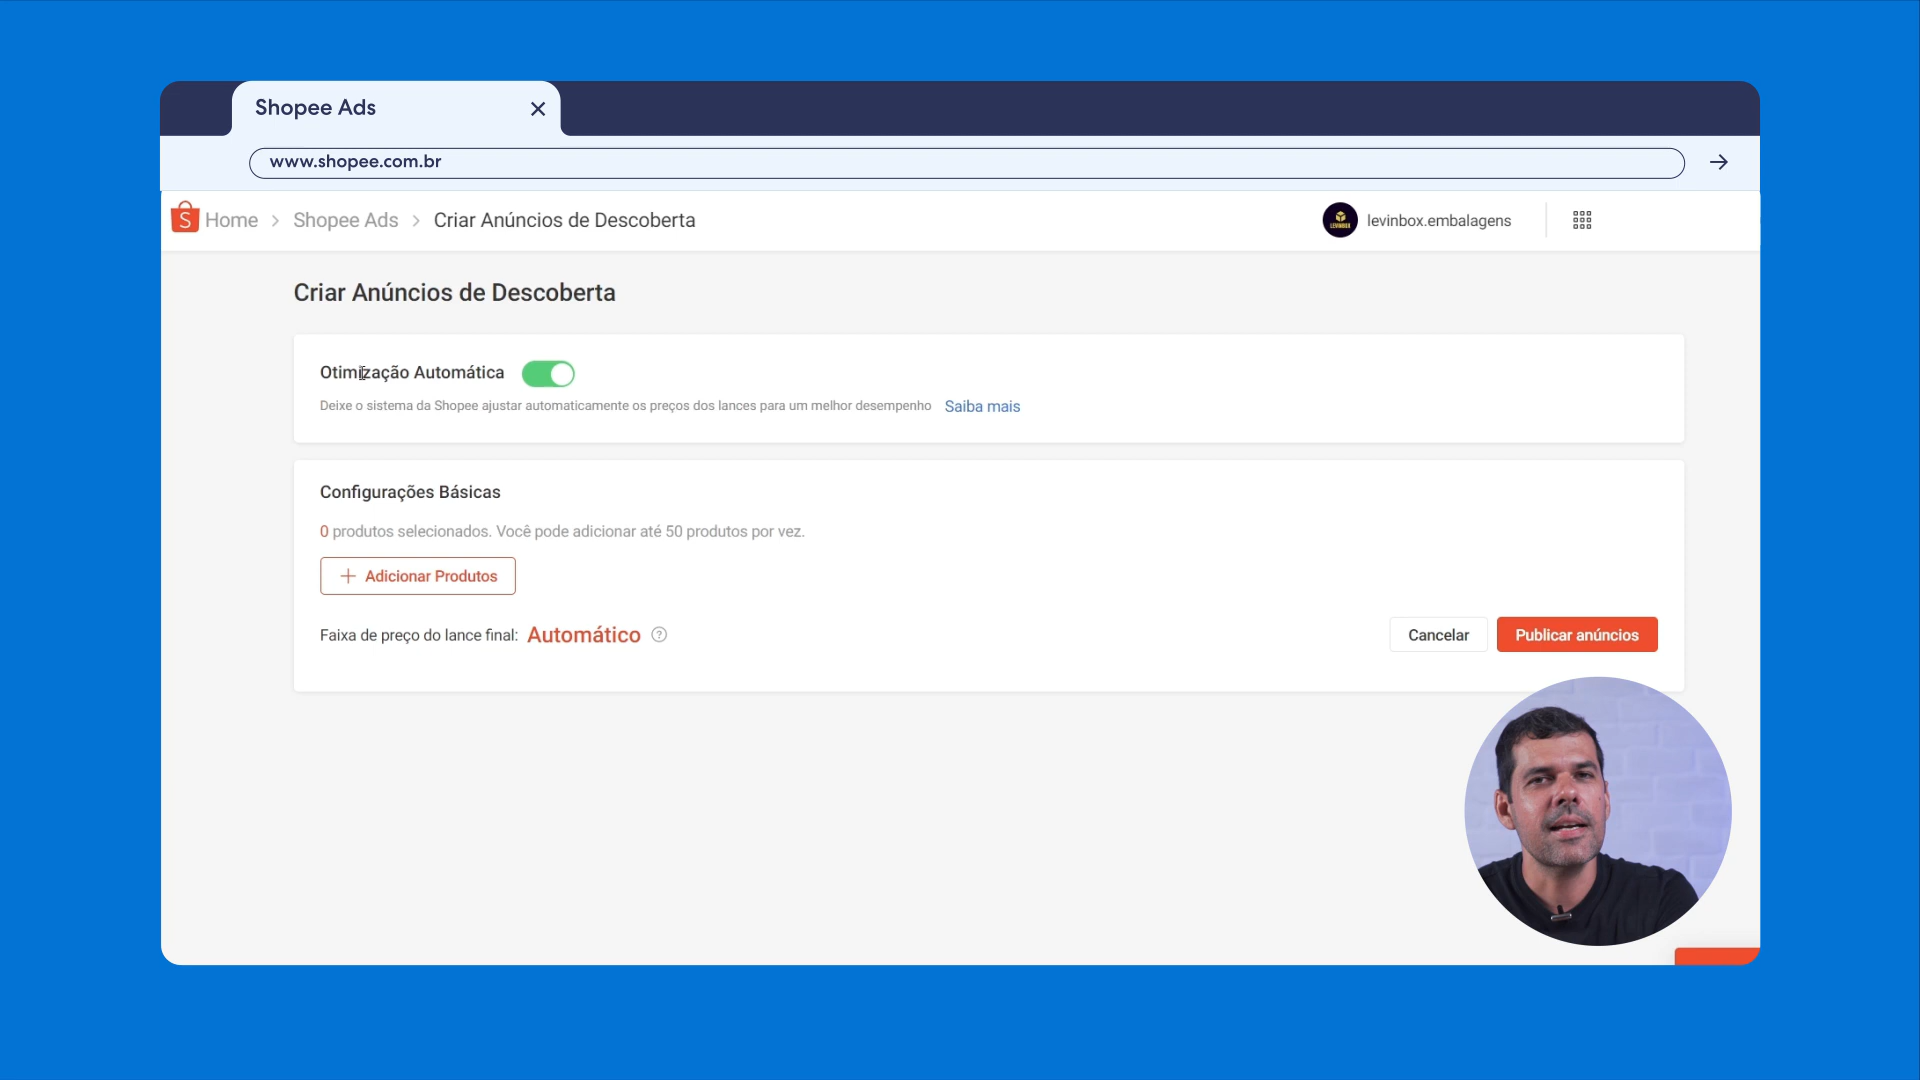 Shopee Ads
www.shopee.com.br
Home > Shopee Ads > Criar Anúncios de Descoberta
levinbox.embalagens
Criar Anúncios de Descoberta
Otimização Automática
Deixe o sistema da Shopee ajustar automaticamente os preços dos lances para um melhor desempenho Saiba mais
Configurações Básicas
0 produtos selecionados. Você pode adicionar até 50 produtos por vez.
+ Adicionar Produtos
Faixa de preço do lance final: Automático ?
Cancelar
Publicar anúncios